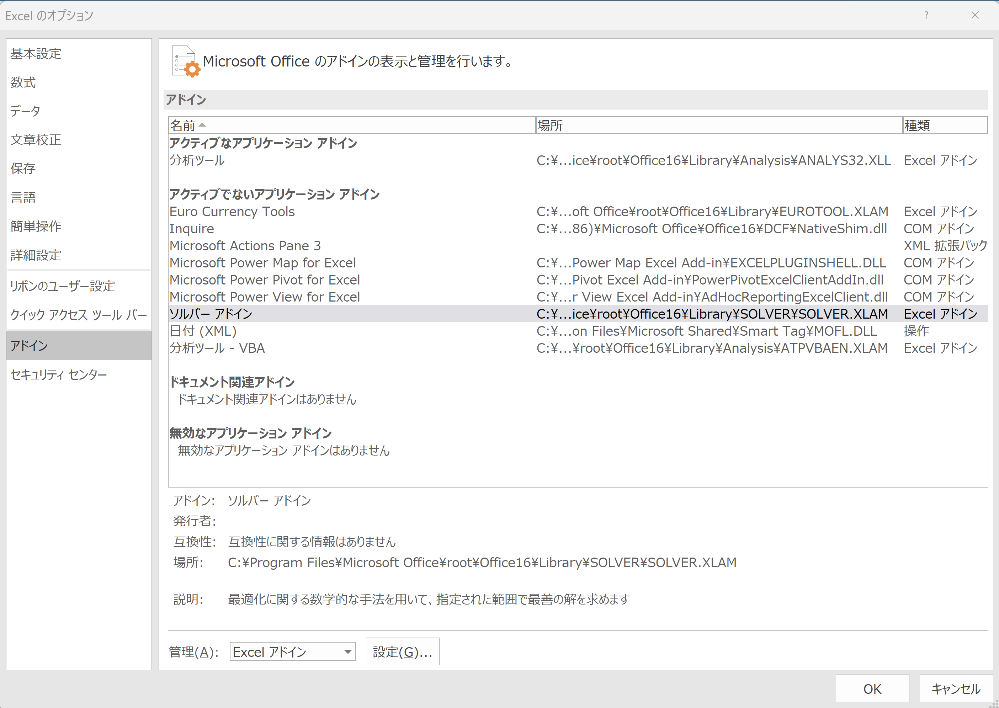 Excel のオプション
?
基本設定
数式
データ
文章校正
保存
言語
簡単操作
詳細設定
リボンのユーザー設定
クイック アクセス ツール バー
アドイン
セキュリティ センター
Microsoft Office のアドインの表示と管理を行います。
アドイン
名前 場所 種類
アクティブなアプリケーション アドイン
分析ツール C:¥...ice¥root¥Office16¥Library¥Analysis¥ANALYS32.XLL Excel アドイン
アクティブでないアプリケーション アドイン
Euro Currency Tools C:¥...oft Office¥root¥Office16¥Library¥EUROTOOL.XLAM Excel アドイン
Inquire C:¥...86)¥Microsoft Office¥Office16¥DCF¥NativeShim.dll COM アドイン
Microsoft Actions Pane 3 XML 拡張パック
Microsoft Power Map for Excel C:¥...Power Map Excel Add-in¥EXCELPLUGINSHELL.DLL COM アドイン
Microsoft Power Pivot for Excel C:¥...Pivot Excel Add-in¥PowerPivotExcelClientAddIn.dll COM アドイン
Microsoft Power View for Excel C:¥...r View Excel Add-in¥AdHocReportingExcelClient.dll COM アドイン
ソルバー アドイン C:¥...ice¥root¥Office16¥Library¥SOLVER¥SOLVER.XLAM Excel アドイン
日付 (XML) C:¥...on Files¥Microsoft Shared¥Smart Tag¥MOFL.DLL 操作
分析ツール - VBA C:¥...¥root¥Office16¥Library¥Analysis¥ATPVBAEN.XLAM Excel アドイン
ドキュメント関連アドイン
ドキュメント関連アドインはありません
無効なアプリケーション アドイン
無効なアプリケーション アドインはありません
アドイン: ソルバー アドイン
発行者:
互換性: 互換性に関する情報はありません
場所: C:¥Program Files¥Microsoft Office¥root¥Office16¥Library¥SOLVER¥SOLVER.XLAM
説明: 最適化に関する数学的な手法を用いて、指定された範囲で最善の解を求めます
管理(A): Excel アドイン 設定(G)...
OK キャンセル